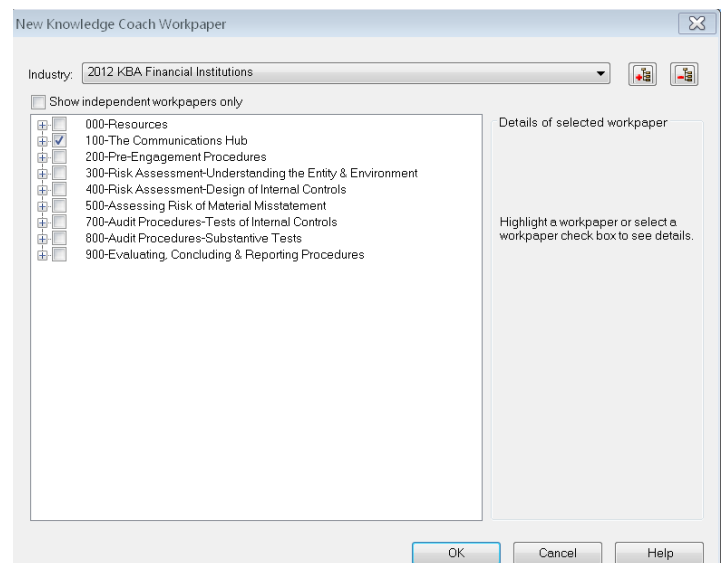 New Knowledge Coach Workpaper
Industry: 2012 KBA Financial Institutions
Show independent workpapers only
000-Resources
100-The Communications Hub
200-Pre-Engagement Procedures
300-Risk Assessment-Understanding the Entity & Environment
400-Risk Assessment-Design of Internal Controls
500-Assessing Risk of Material Misstatement
700-Audit Procedures-Tests of Internal Controls
800-Audit Procedures-Substantive Tests
900-Evaluating, Concluding & Reporting Procedures
Details of selected workpaper
Highlight a workpaper or select a
workpaper check box to see details.
OK Cancel Help